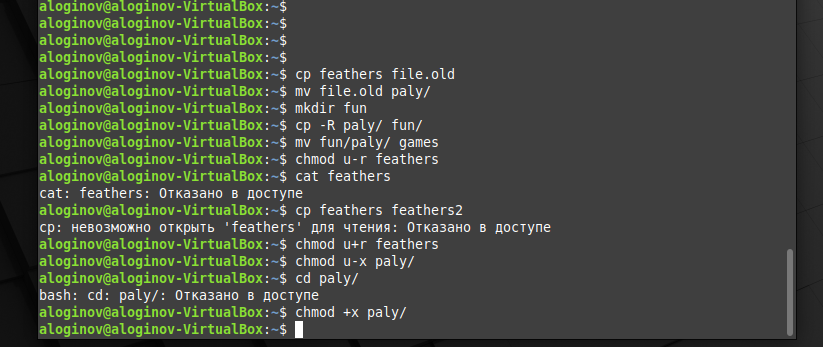 aloginov@aloginov-VirtualBox:~$
aloginov@aloginov-VirtualBox:~$
aloginov@aloginov-VirtualBox:~$
aloginov@aloginov-VirtualBox:~$
aloginov@aloginov-VirtualBox:~$ cp feathers file.old
aloginov@aloginov-VirtualBox:~$ mv file.old paly/
aloginov@aloginov-VirtualBox:~$ mkdir fun
aloginov@aloginov-VirtualBox:~$ cp -R paly/ fun/
aloginov@aloginov-VirtualBox:~$ mv fun/paly/ games
aloginov@aloginov-VirtualBox:~$ chmod u-r feathers
aloginov@aloginov-VirtualBox:~$ cat feathers
cat: feathers: Отказано в доступе
aloginov@aloginov-VirtualBox:~$ cp feathers feathers2
cp: невозможно открыть 'feathers' для чтения: Отказано в доступе
aloginov@aloginov-VirtualBox:~$ chmod u+r feathers
aloginov@aloginov-VirtualBox:~$ chmod u-x paly/
aloginov@aloginov-VirtualBox:~$ cd paly/
bash: cd: paly/: Отказано в доступе
aloginov@aloginov-VirtualBox:~$ chmod +x paly/
aloginov@aloginov-VirtualBox:~$